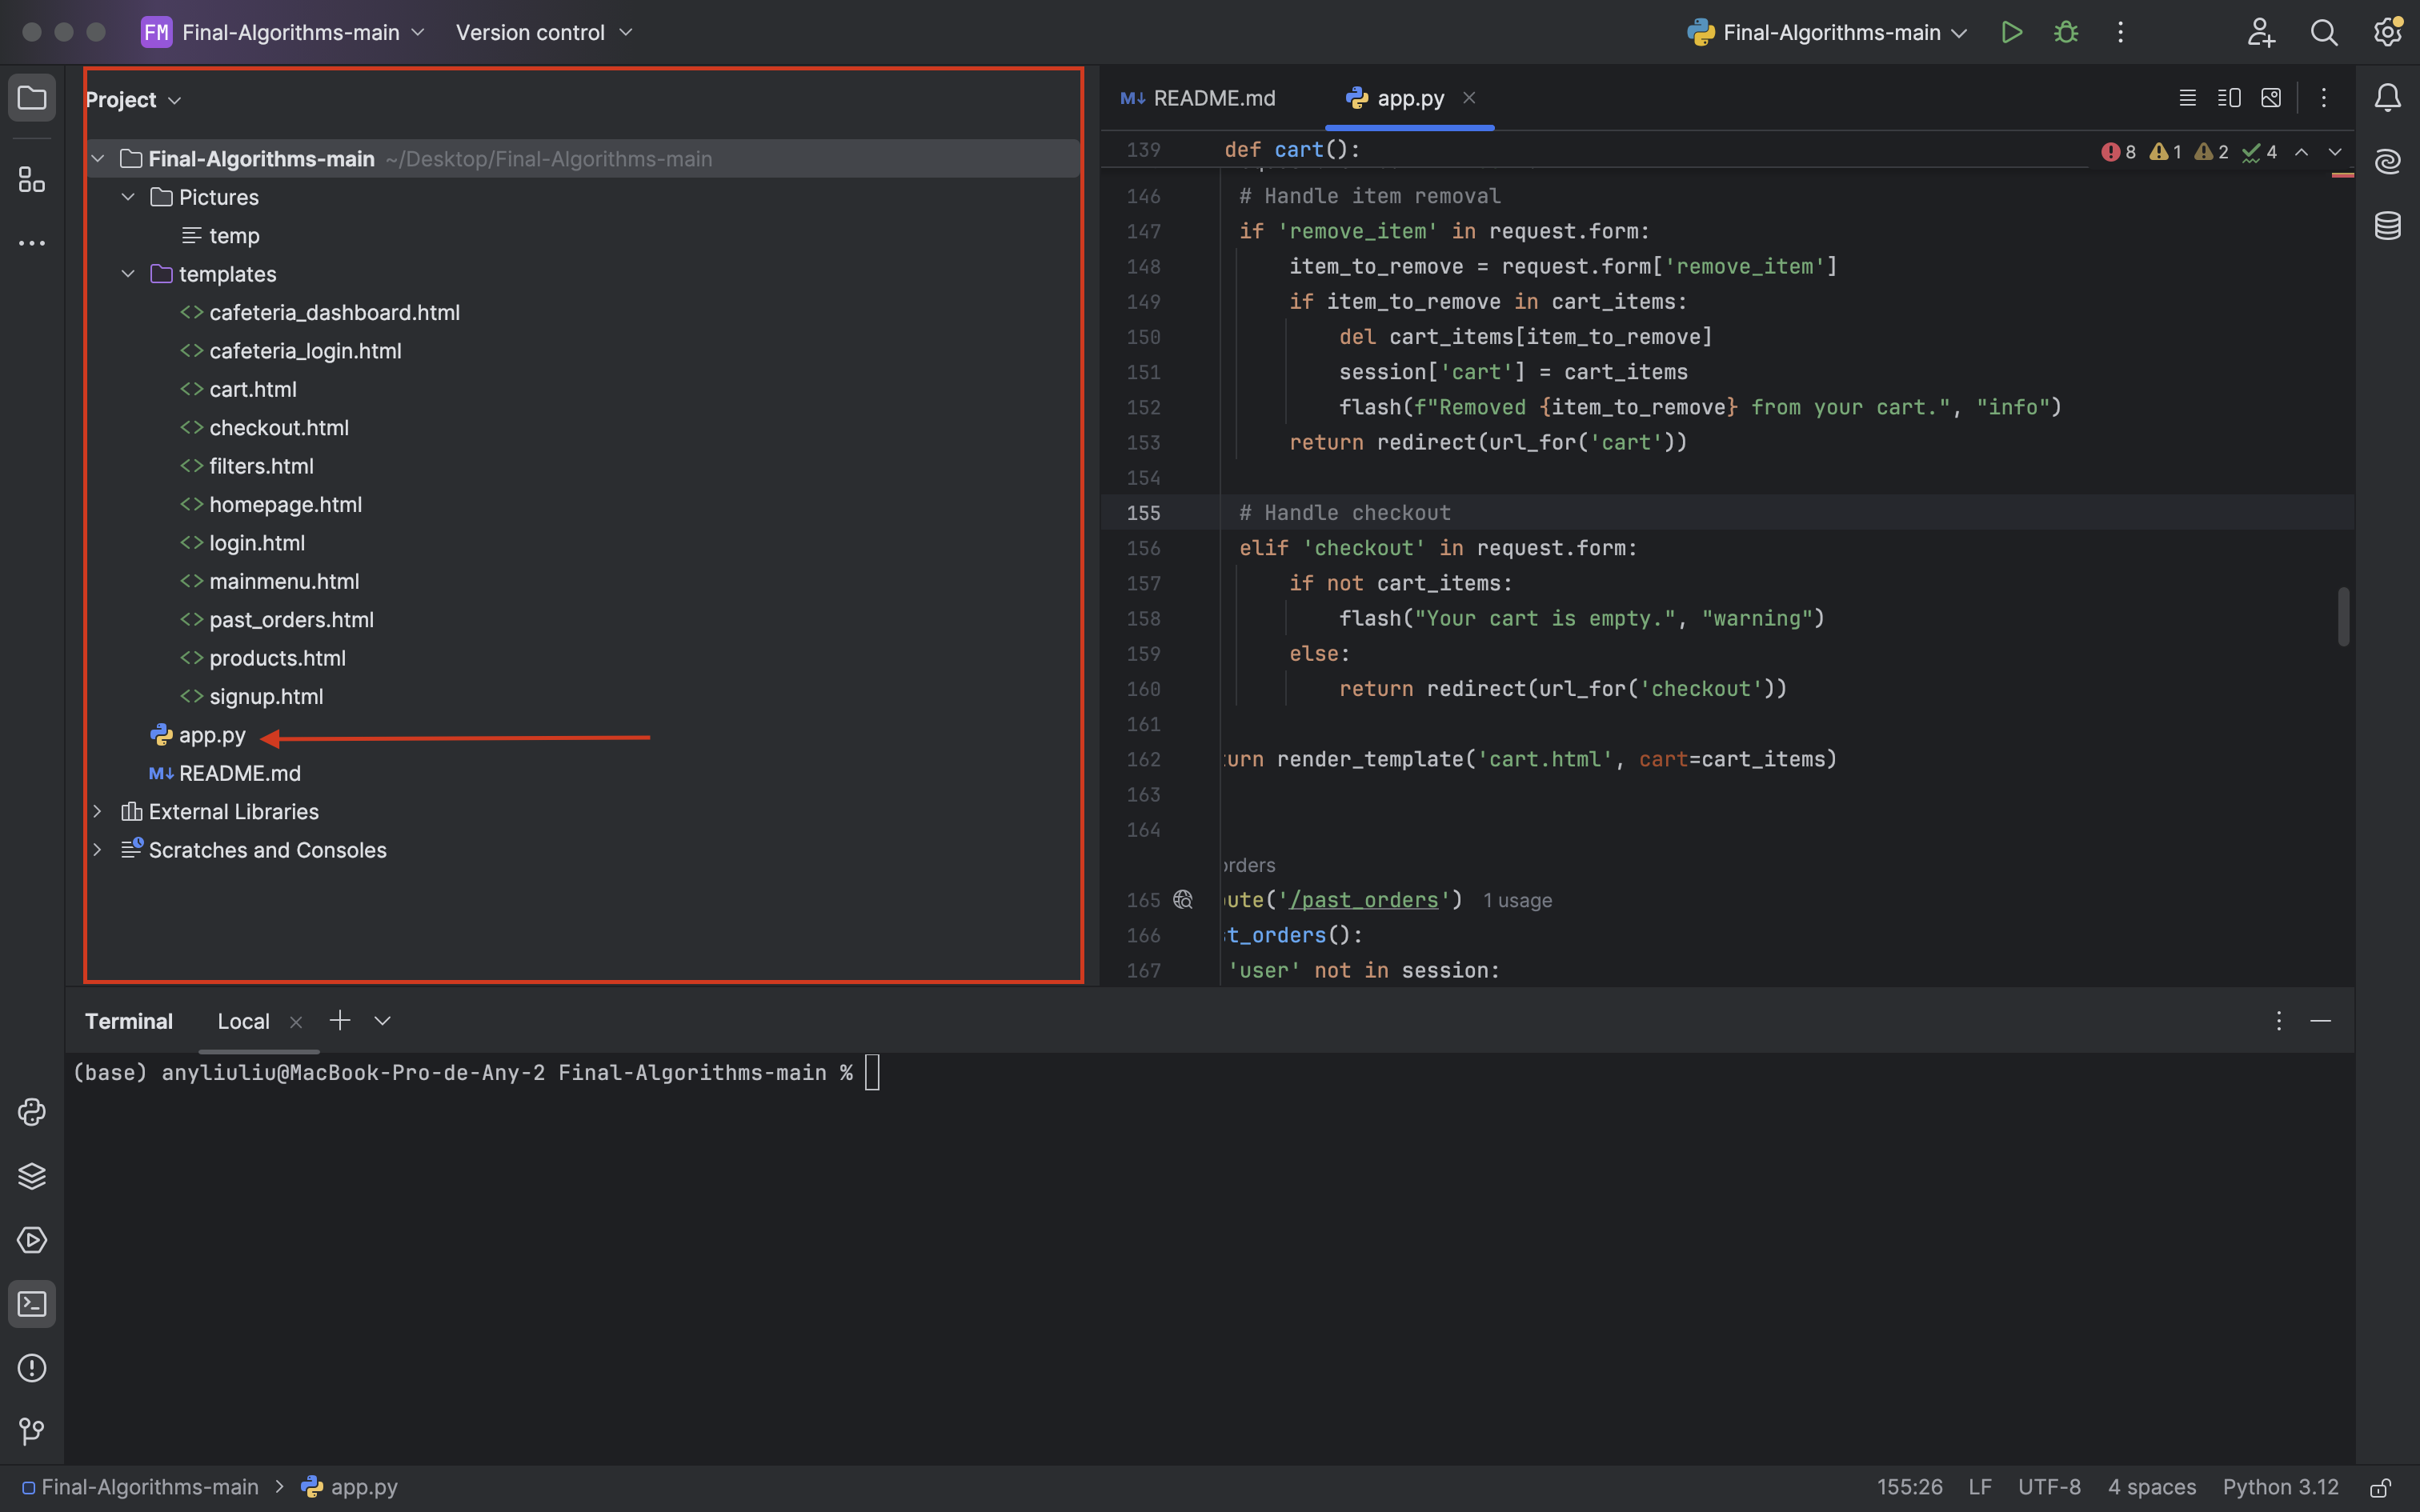 FM Final-Algorithms-main Version control Final-Algorithms-main
Project
Final-Algorithms-main ~/Desktop/Final-Algorithms-main
Pictures
temp
templates
<> cafeteria_dashboard.html
<> cafeteria_login.html
<> cart.html
<> checkout.html
<> filters.html
<> homepage.html
<> login.html
<> mainmenu.html
<> past_orders.html
<> products.html
<> signup.html
app.py
M↓ README.md
External Libraries
Scratches and Consoles
M↓ README.md app.py
139 def cart():
8 1 2 4
146 # Handle item removal
147 if 'remove_item' in request.form:
148 item_to_remove = request.form['remove_item']
149 if item_to_remove in cart_items:
150 del cart_items[item_to_remove]
151 session['cart'] = cart_items
152 flash(f"Removed {item_to_remove} from your cart.", "info")
153 return redirect(url_for('cart'))
154
155 # Handle checkout
156 elif 'checkout' in request.form:
157 if not cart_items:
158 flash("Your cart is empty.", "warning")
159 else:
160 return redirect(url_for('checkout'))
161
162 urn render_template('cart.html', cart=cart_items)
163
164
orders
165 ute('/past_orders') 1 usage
166 t_orders():
167 'user' not in session:
Terminal Local
(base) anyliuliu@MacBook-Pro-de-Any-2 Final-Algorithms-main %
Final-Algorithms-main > app.py 155:26 LF UTF-8 4 spaces Python 3.12